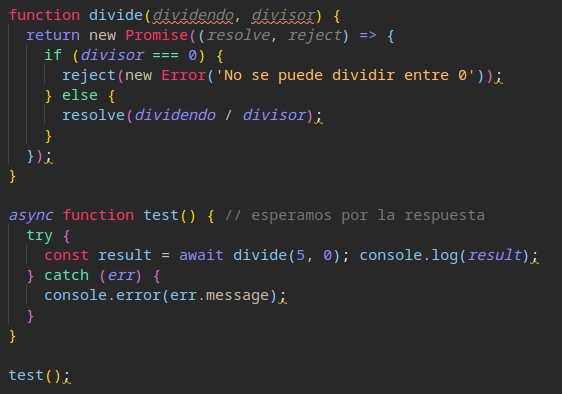 function divide(dividendo, divisor) {
  return new Promise((resolve, reject) => {
    if (divisor === 0) {
      reject(new Error('No se puede dividir entre 0'));
    } else {
      resolve(dividendo / divisor);
    }
  });
}

async function test() { // esperamos por la respuesta
  try {
    const result = await divide(5, 0); console.log(result);
  } catch (err) {
    console.error(err.message);
  }
}

test();